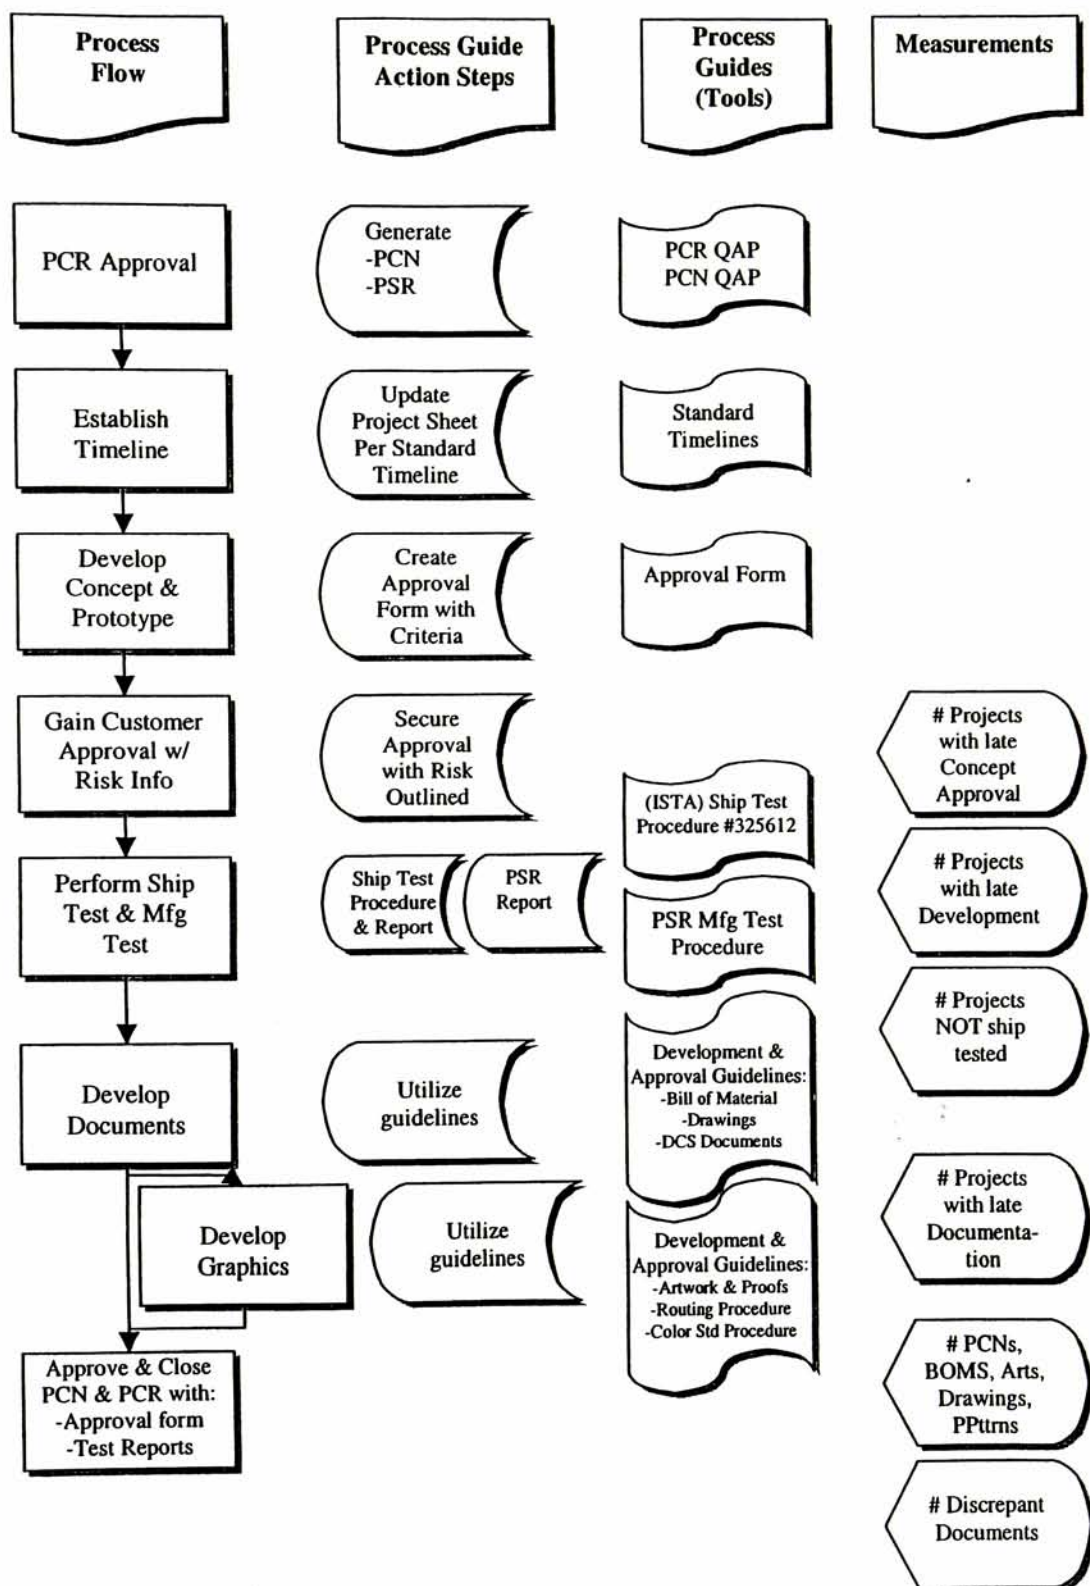 Process
Flow
Process Guide
Action Steps
Process
Guides
(Tools)
Measurements
PCR Approval
Generate
-PCN
-PSR
PCR QAP
PCN QAP
Establish
Timeline
Update
Project Sheet
Per Standard
Timeline
Standard
Timelines
Develop
Concept &
Prototype
Create
Approval
Form with
Criteria
Approval Form
Gain Customer
Approval w/
Risk Info
Secure
Approval
with Risk
Outlined
(ISTA) Ship Test
Procedure #325612
# Projects
with late
Concept
Approval
Perform Ship
Test & Mfg
Test
Ship Test
Procedure
& Report
PSR
Report
PSR Mfg Test
Procedure
# Projects
with late
Development
# Projects
NOT ship
tested
Develop
Documents
Utilize
guidelines
Development &
Approval Guidelines:
-Bill of Material
-Drawings
-DCS Documents
# Projects
with late
Documenta-
tion
Develop
Graphics
Utilize
guidelines
Development &
Approval Guidelines:
-Artwork & Proofs
-Routing Procedure
-Color Std Procedure
# PCNs,
BOMS, Arts,
Drawings,
PPttrns
Approve & Close
PCN & PCR with:
-Approval form
-Test Reports
# Discrepant
Documents